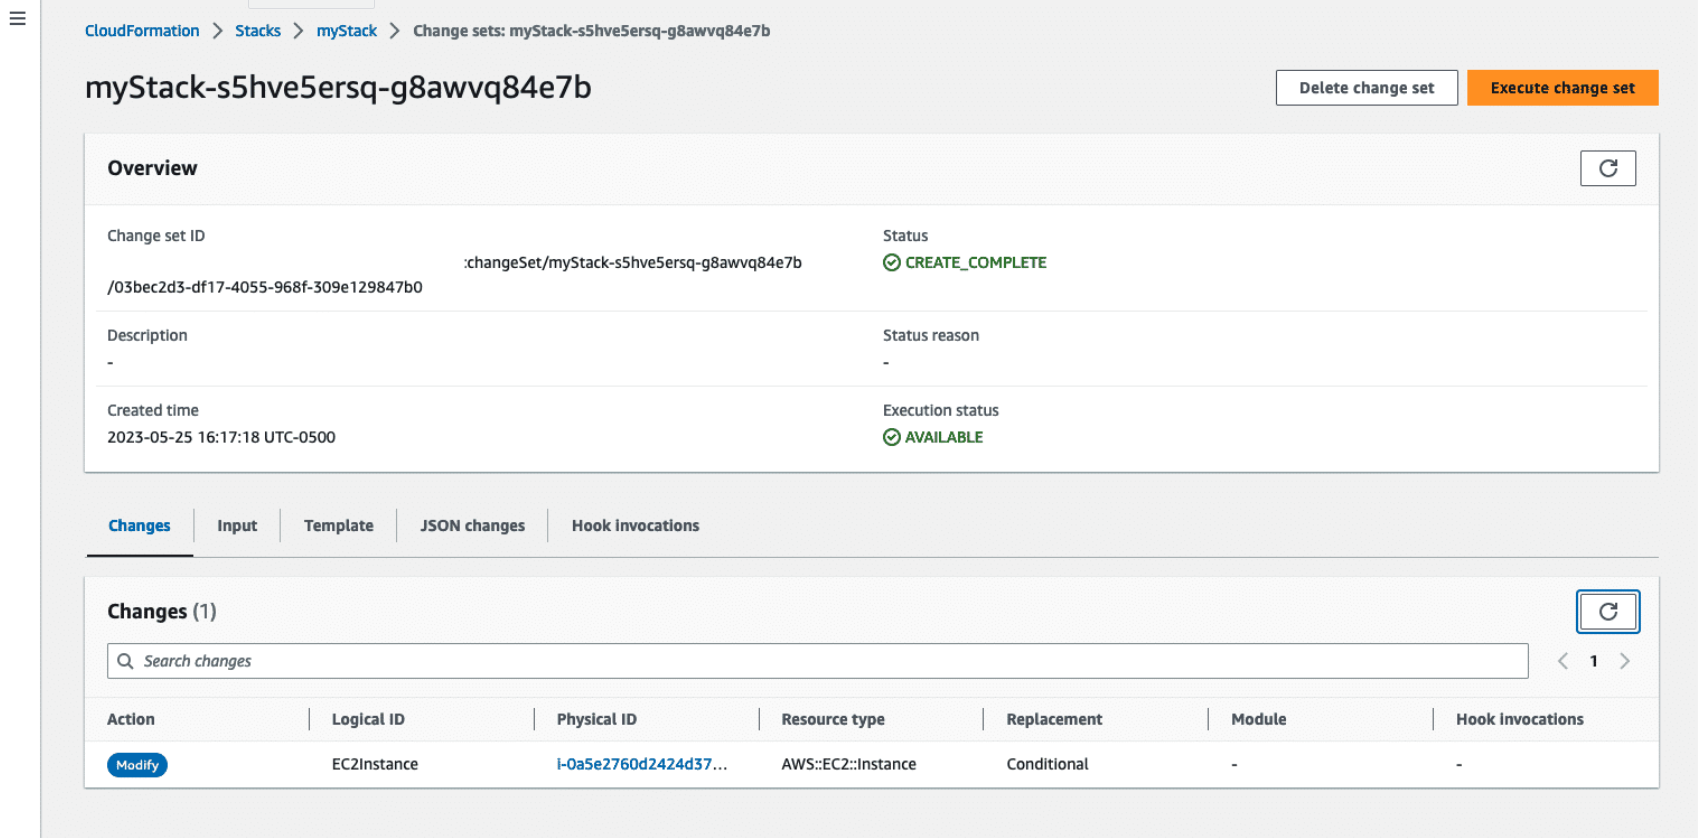 CloudFormation > Stacks > myStack > Change sets: myStack-s5hve5ersq-g8awvq84e7b
myStack-s5hve5ersq-g8awvq84e7b
Delete change set
Execute change set
Overview
Change set ID
:changeSet/myStack-s5hve5ersq-g8awvq84e7b
/03bec2d3-df17-4055-968f-309e129847b0
Status
CREATE_COMPLETE
Description
-
Status reason
-
Created time
2023-05-25 16:17:18 UTC-0500
Execution status
AVAILABLE
Changes Input Template JSON changes Hook invocations
Changes (1)
Search changes
1
Action Logical ID Physical ID Resource type Replacement Module Hook invocations
Modify EC2Instance i-0a5e2760d2424d37... AWS::EC2::Instance Conditional - -